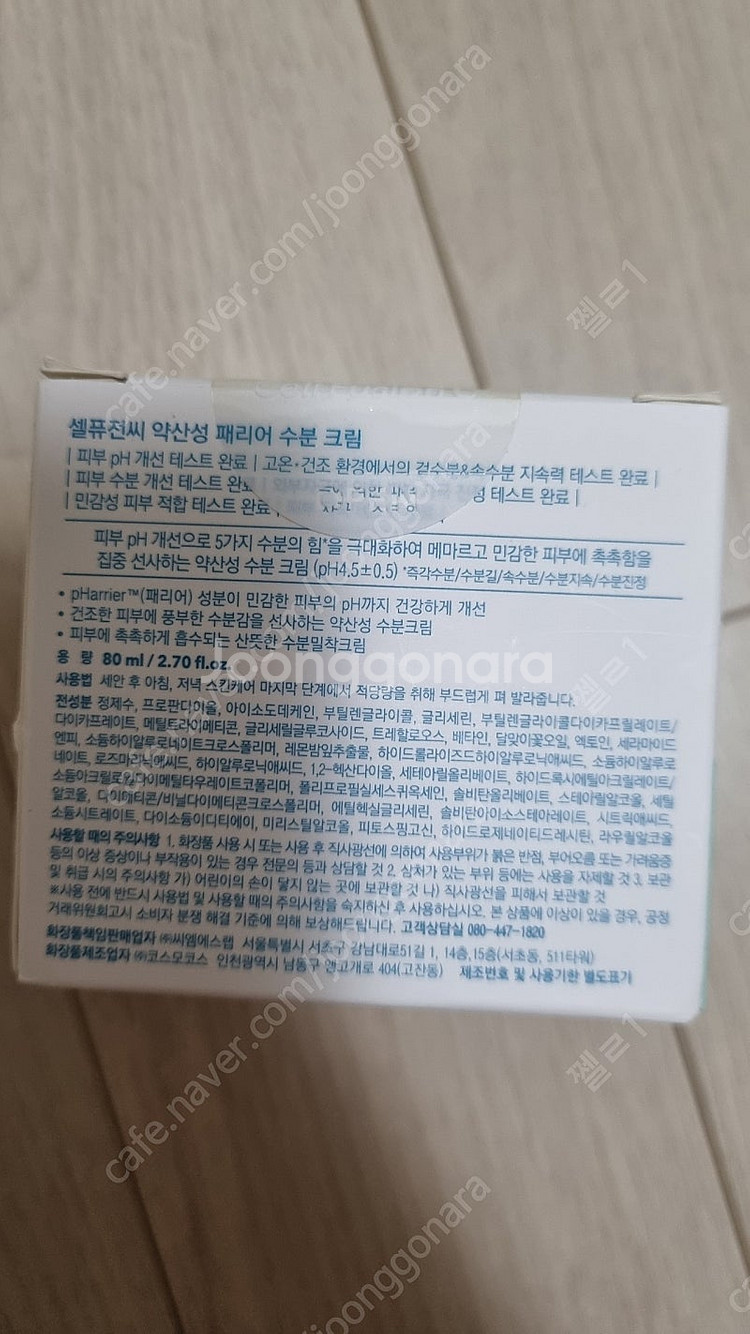 셀퓨전씨 약산성 패리어 수분 크림
| 피부 pH 개선 테스트 완료 | 고온·건조 환경에서의 겉수분&속수분 지속력 테스트 완료 |
| 피부 수분 개선 테스트 완료 정 테스트 완료 |
| 민감성 피부 적합 테스트 완료 |
피부 pH 개선으로 5가지 수분의 힘*을 극대화하여 메마르고 민감한 피부에 촉촉함을
집중 선사하는 약산성 수분 크림 (pH4.5±0.5) *즉각수분/수분길/속수분/수분지속/수분진정
• pHarrier™(패리어) 성분이 민감한 피부의 pH까지 건강하게 개선
• 건조한 피부에 풍부한 수분감을 선사하는 약산성 수분크림
• 피부에 촉촉하게 흡수되는 산뜻한 수분밀착크림
용 량 80 ml / 2.70 fl.oz.
사용법 세안 후 아침, 저녁 스킨케어 마지막 단계에서 적당량을 취해 부드럽게 펴 발라줍니다.
전성분 정제수, 프로판다이올, 아이소도데케인, 부틸렌글라이콜, 글리세린, 부틸렌글라이콜다이카프릴레이트/
다이카프레이트, 메틸트라이메티콘, 글리세릴글루코사이드, 트레할로오스, 베타인, 달맞이꽃오일, 엑토인, 세라마이드
엔피, 소듐하이알루로네이트크로스폴리머, 레몬밤잎추출물, 하이드롤라이즈드하이알루로닉애씨드, 소듐하이알루로
네이트, 로즈마리닉애씨드, 하이알루로닉애씨드, 1,2-헥산다이올, 세테아릴올리베이트, 하이드록시에틸아크릴레이트/
소듐아크릴로일다이메틸타우레이트코폴리머, 폴리프로필실세스퀴옥세인, 솔비탄올리베이트, 스테아릴알코올, 세틸
알코올, 다이메티콘/비닐다이메티콘크로스폴리머, 에틸헥실글리세린, 솔비탄아이소스테아레이트, 시트릭애씨드,
소듐시트레이트, 다이소듐이디티에이, 미리스틸알코올, 피토스핑고신, 하이드로제네이티드레시틴, 라우릴알코올
사용할 때의 주의사항 1. 화장품 사용 시 또는 사용 후 직사광선에 의하여 사용부위가 붉은 반점, 부어오름 또는 가려움증
등의 이상 증상이나 부작용이 있는 경우 전문의 등과 상담할 것 2. 상처가 있는 부위 등에는 사용을 자제할 것 3. 보관
및 취급 시의 주의사항 가) 어린이의 손이 닿지 않는 곳에 보관할 것 나) 직사광선을 피해서 보관할 것
※사용 전에 반드시 사용법 및 사용할 때의 주의사항을 숙지하신 후 사용하십시오. 본 상품에 이상이 있을 경우, 공정
거래위원회고시 소비자 분쟁 해결 기준에 의해 보상해드립니다. 고객상담실 080-447-1820
화장품책임판매업자 ㈜씨엠에스랩 서울특별시 서초구 강남대로51길 1, 14층,15층(서초동, 511타워)
화장품제조업자 ㈜코스모코스 인천광역시 남동구 앵고개로 404(고잔동) 제조번호 및 사용기한 별도표기
joonggonara
cafe.naver.com/joonggonara
쩰ㄹ1
cafe.naver.com/joonggonara
쩰ㄹ1